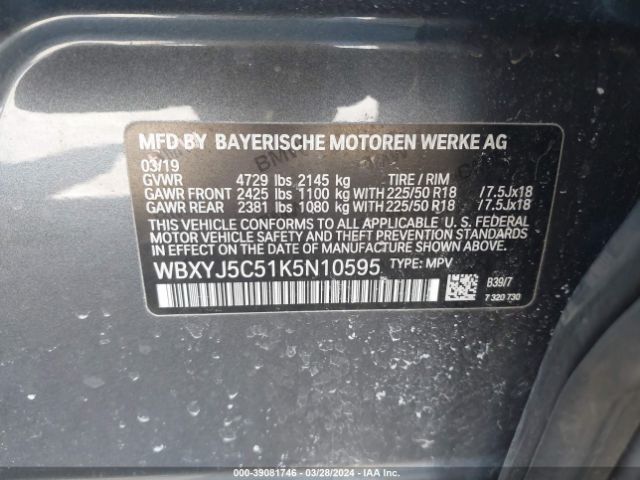 MFD BY BAYERISCHE MOTOREN WERKE AG
03/19
GVWR 4729 lbs 2145 kg TIRE / RIM
GAWR FRONT 2425 lbs 1100 kg WITH 225/50 R18 /7.5Jx18
GAWR REAR 2381 lbs 1080 kg WITH 225/50 R18 /7.5Jx18
THIS VEHICLE CONFORMS TO ALL APPLICABLE U. S. FEDERAL
MOTOR VEHICLE SAFETY, BUMPER, AND THEFT PREVENTION
STANDARDS IN EFFECT ON THE DATE OF MANUFACTURE SHOWN ABOVE.
WBXYJ5C51K5N10595 TYPE: MPV
B39/7
7 320 730
000-39081746 - 03/28/2024 - IAA Inc.